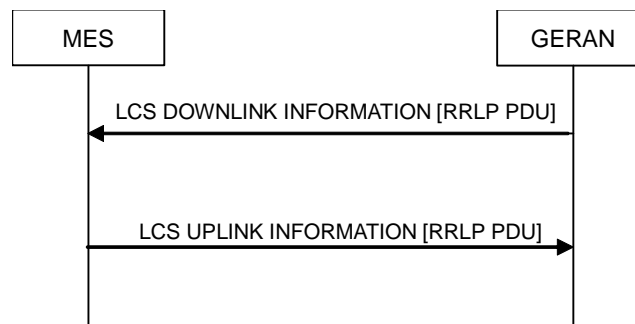 MES
GERAN
LCS DOWNLINK INFORMATION [RRLP PDU]
LCS UPLINK INFORMATION [RRLP PDU]